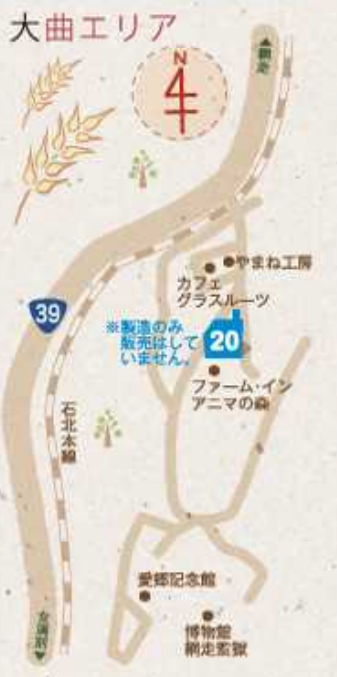 大曲エリア
N
網走
やまね工房
カフェ
グラスルーツ
39
※製造のみ
販売はして
いません。
20
ファーム・イン
アニマの森
石北本線
愛郷記念館
博物館
網走監獄
女満別